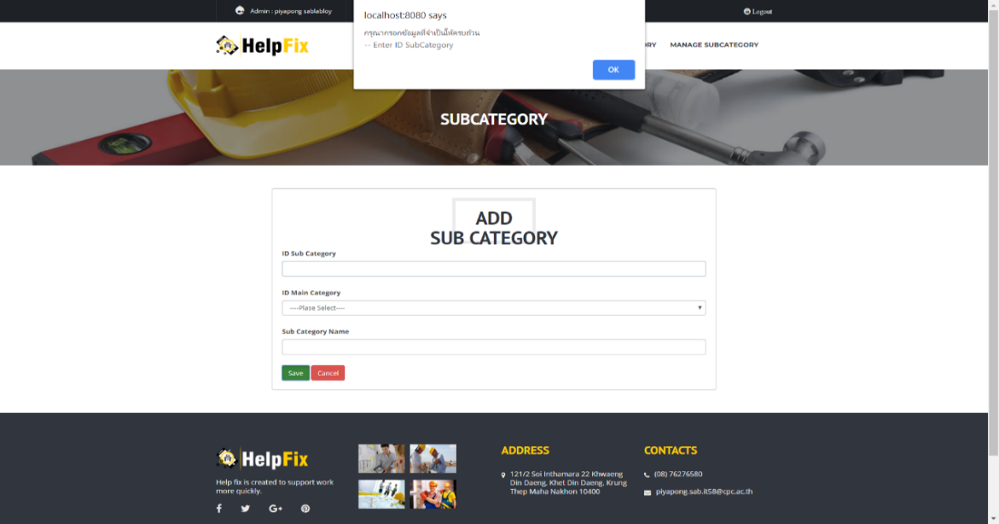 Admin : piyapong sablabloy
localhost:8080 says
กรุณากรอกข้อมูลที่จำเป็นให้ครบถ้วน
-- Enter ID SubCategory
OK
Logout
HelpFix
RY
MANAGE SUBCATEGORY
SUBCATEGORY
ADD
SUB CATEGORY
ID Sub Category
ID Main Category
----Plase Select----
Sub Category Name
Save
Cancel
HelpFix
Help fix is created to support work
more quickly.
ADDRESS
121/2 Soi Inthamara 22 Khwaeng
Din Daeng, Khet Din Daeng, Krung
Thep Maha Nakhon 10400
CONTACTS
(08) 76276580
piyapong.sab.it58@cpc.ac.th